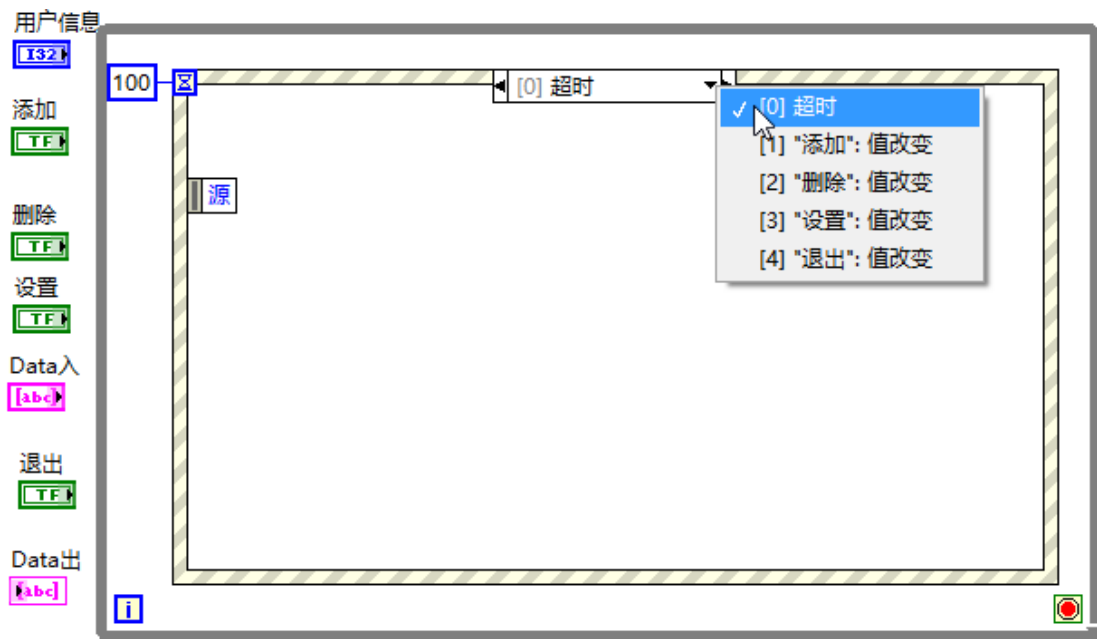 用户信息
I32
100
[0] 超时
[0] 超时
添加
TF
[1] "添加": 值改变
[2] "删除": 值改变
源
删除
TF
[3] "设置": 值改变
[4] "退出": 值改变
设置
TF
Data入
[abc]
退出
TF
Data出
[abc]
i